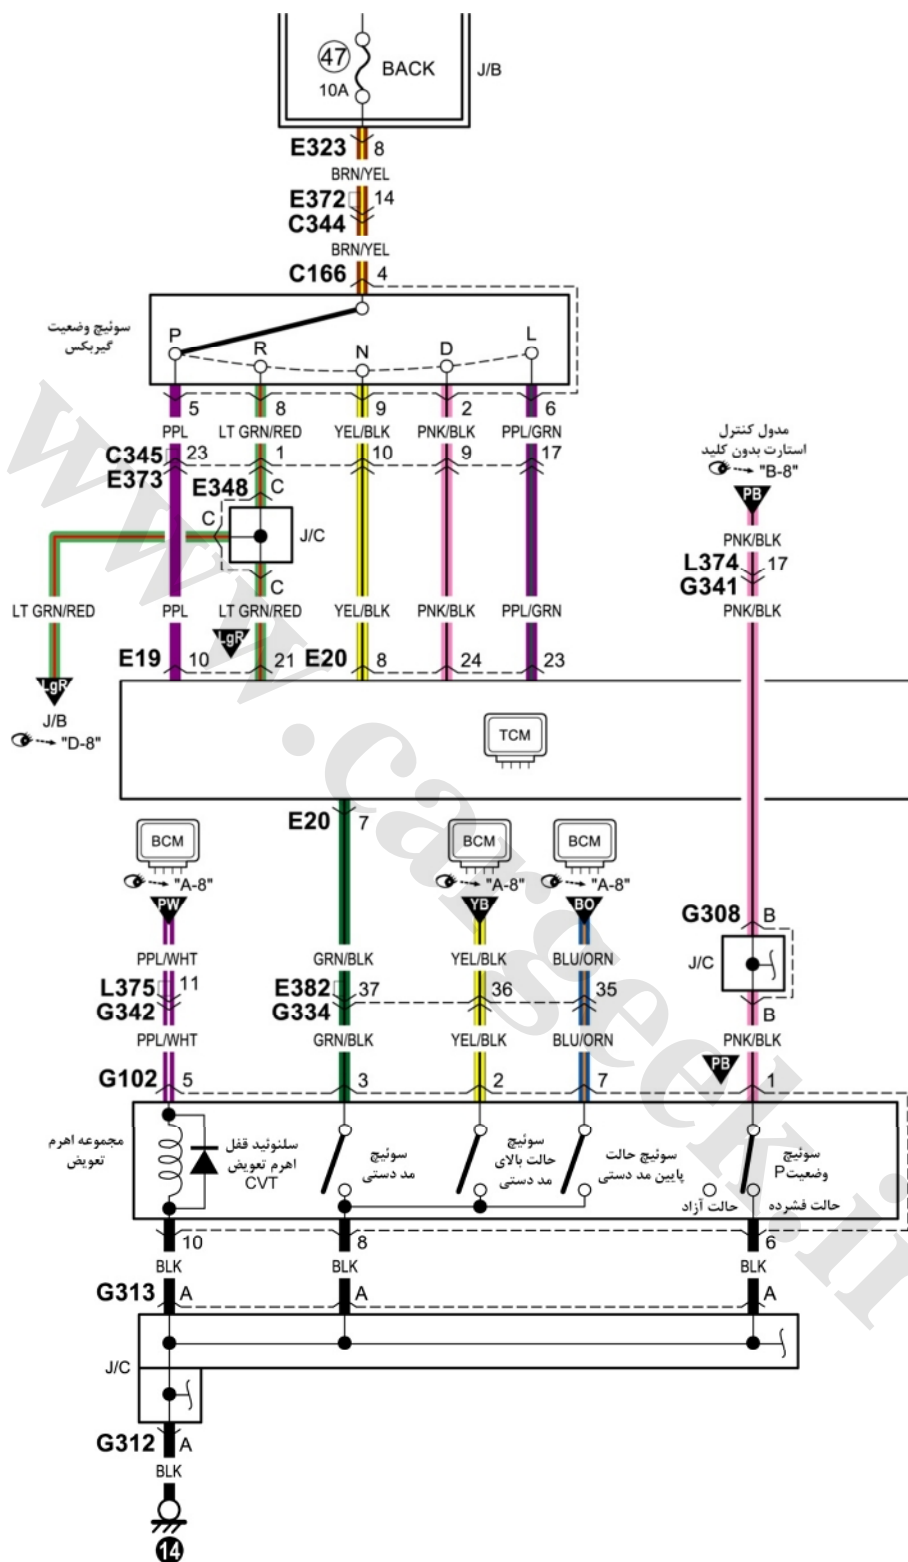 47
10A
BACK
J/B
E323 8
BRN/YEL
E372 14
C344
BRN/YEL
C166 4
سوئیچ وضعیت
گیربکس
P R N D L
5 8 9 2 6
PPL LT GRN/RED YEL/BLK PNK/BLK PPL/GRN
C345 23 1 10 9 17
E373
E348 C
C
J/C
C
مدول کنترل
استارت بدون کلید
"B-8"
PB
PNK/BLK
L374 17
G341
PNK/BLK
LT GRN/RED PPL LT GRN/RED YEL/BLK PNK/BLK PPL/GRN
LgR
E19 10 21 E20 8 24 23
LgR
J/B
"D-8"
TCM
E20 7
BCM BCM BCM
"A-8" "A-8" "A-8"
PW YB BO
G308 B
J/C
B
PPL/WHT GRN/BLK YEL/BLK BLU/ORN
L375 11 E382 37 36 35
G342 G334
PPL/WHT GRN/BLK YEL/BLK BLU/ORN PNK/BLK
PB
G102 5 3 2 7 1
مجموعه اهرم
تعویض
سلنوئید قفل
اهرم تعویض
CVT
سوئیچ
مد دستی
سوئیچ
حالت بالای
مد دستی
سوئیچ حالت
پایین مد دستی
سوئیچ
وضعیتP
حالت آزاد
حالت فشرده
10 8 6
BLK BLK BLK
G313 A A A
J/C
G312 A
BLK
14
www.cargeek.ir